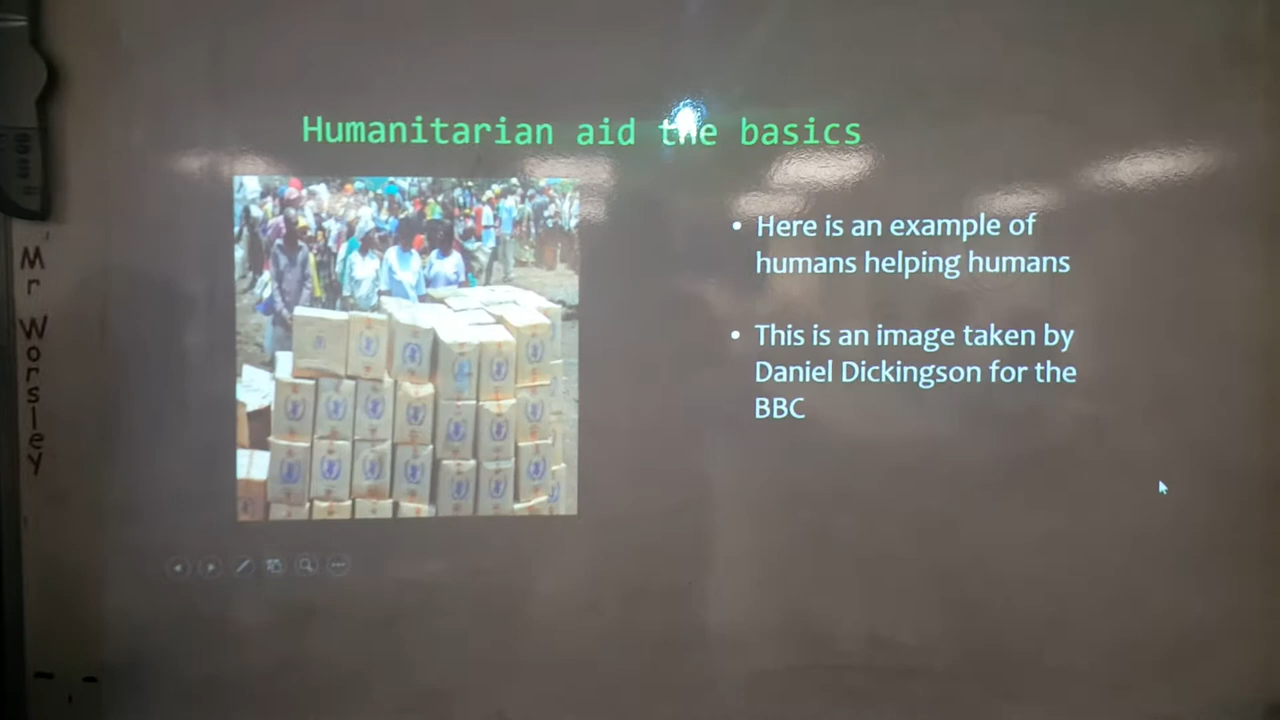 Humanitarian aid the basics
• Here is an example of
humans helping humans
• This is an image taken by
Daniel Dickingson for the
BBC
Mr Worsley